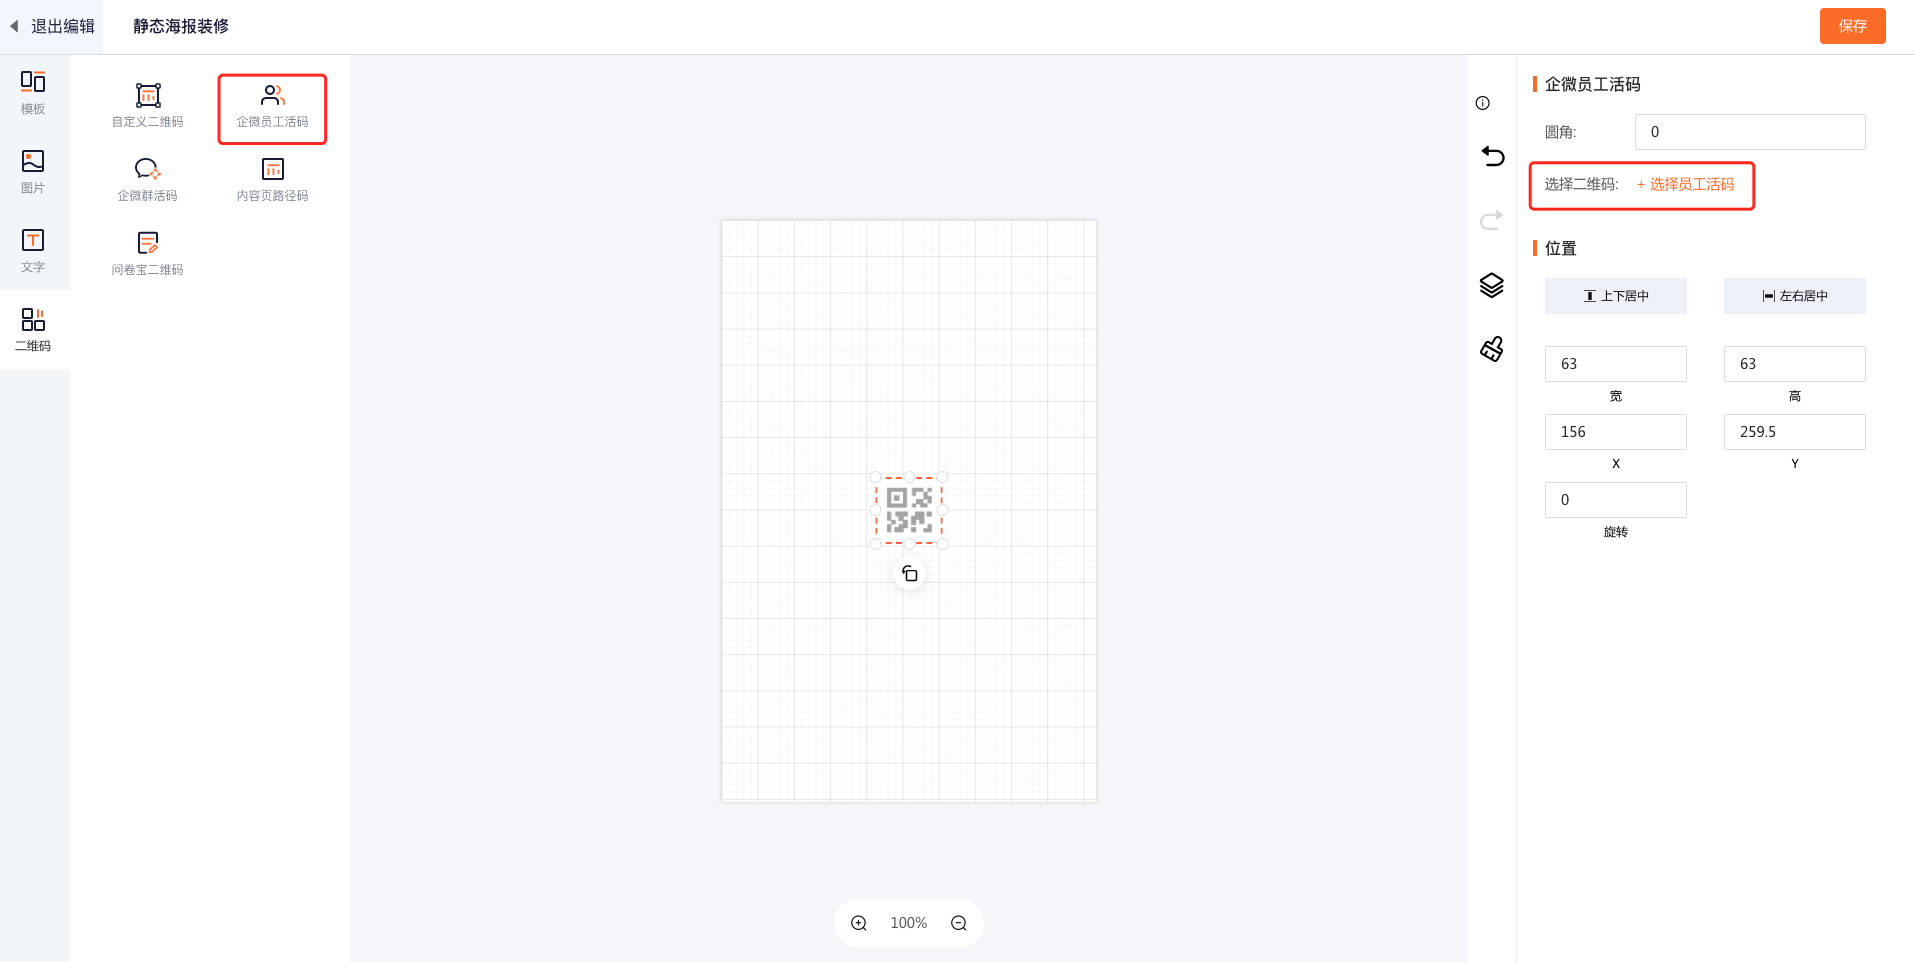 退出编辑
静态海报装修
保存
模板
图片
文字
二维码
自定义二维码
企微员工活码
企微群活码
内容页路径码
问卷宝二维码
100%
企微员工活码
圆角: 0
选择二维码: + 选择员工活码
位置
上下居中 左右居中
63 63
宽 高
156 259.5
X Y
0
旋转